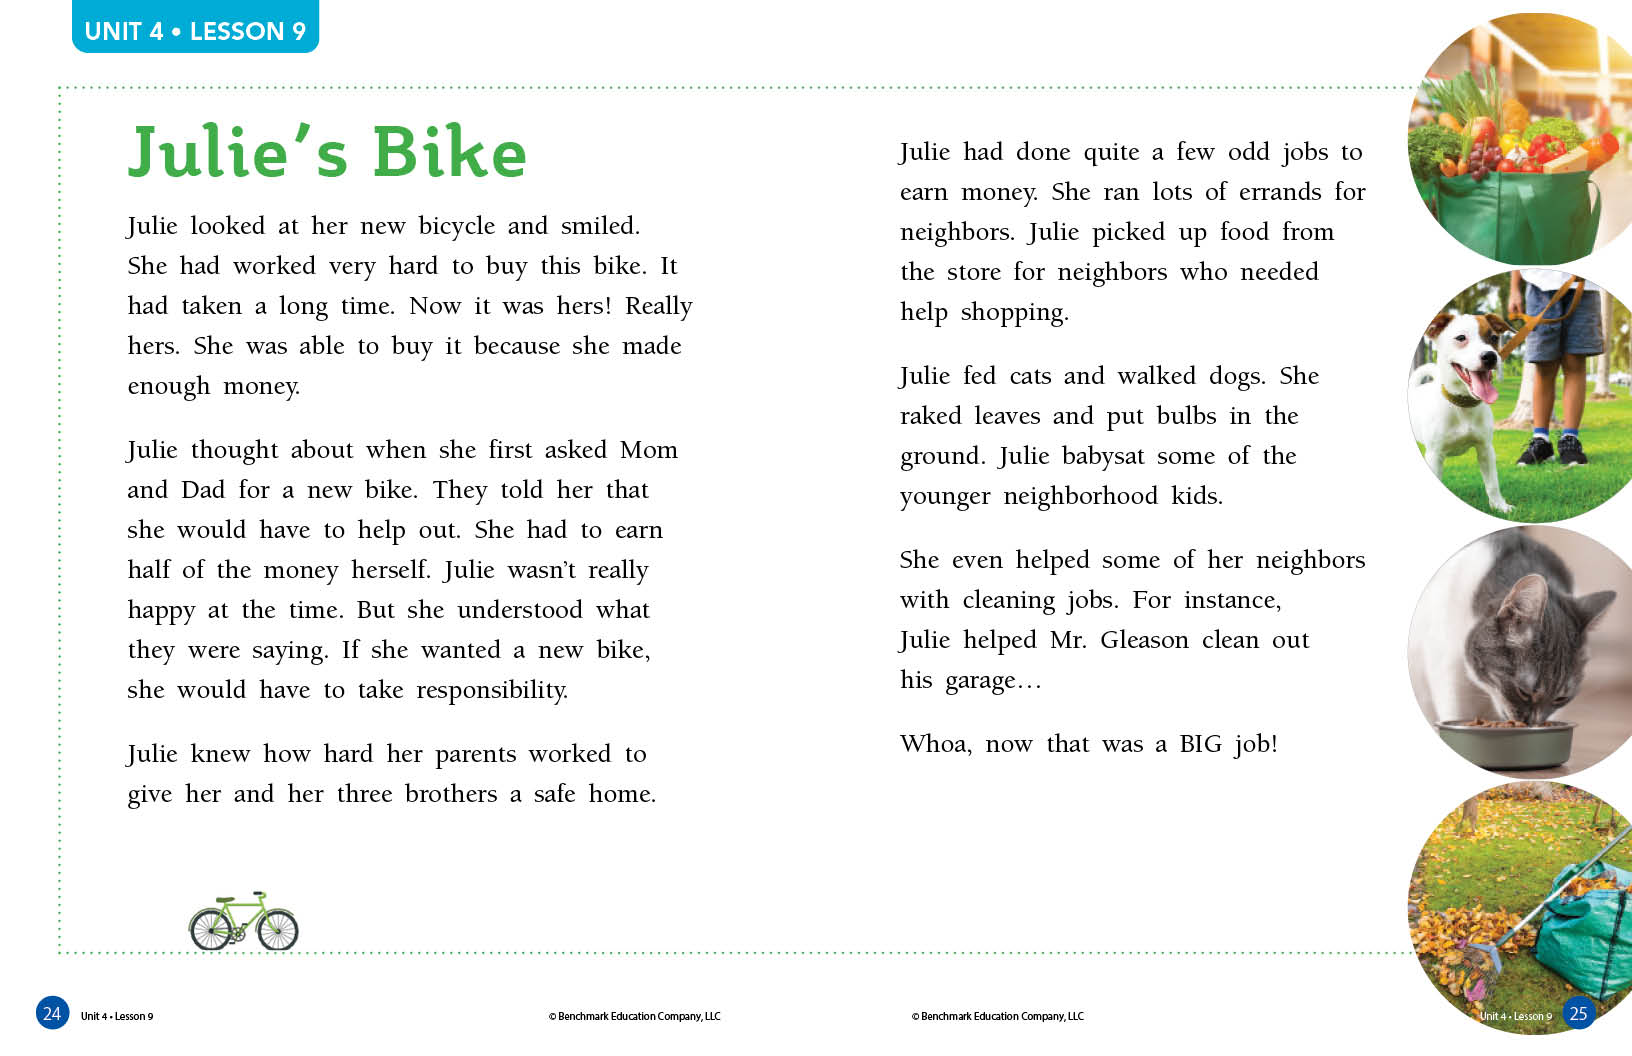 UNIT 4 • LESSON 9
Julie’s Bike
Julie looked at her new bicycle and smiled.
She had worked very hard to buy this bike. It
had taken a long time. Now it was hers! Really
hers. She was able to buy it because she made
enough money.
Julie thought about when she first asked Mom
and Dad for a new bike. They told her that
she would have to help out. She had to earn
half of the money herself. Julie wasn’t really
happy at the time. But she understood what
they were saying. If she wanted a new bike,
she would have to take responsibility.
Julie knew how hard her parents worked to
give her and her three brothers a safe home.
24 Unit 4 • Lesson 9
© Benchmark Education Company, LLC
Julie had done quite a few odd jobs to
earn money. She ran lots of errands for
neighbors. Julie picked up food from
the store for neighbors who needed
help shopping.
Julie fed cats and walked dogs. She
raked leaves and put bulbs in the
ground. Julie babysat some of the
younger neighborhood kids.
She even helped some of her neighbors
with cleaning jobs. For instance,
Julie helped Mr. Gleason clean out
his garage…
Whoa, now that was a BIG job!
© Benchmark Education Company, LLC
Unit 4 • Lesson 9 25